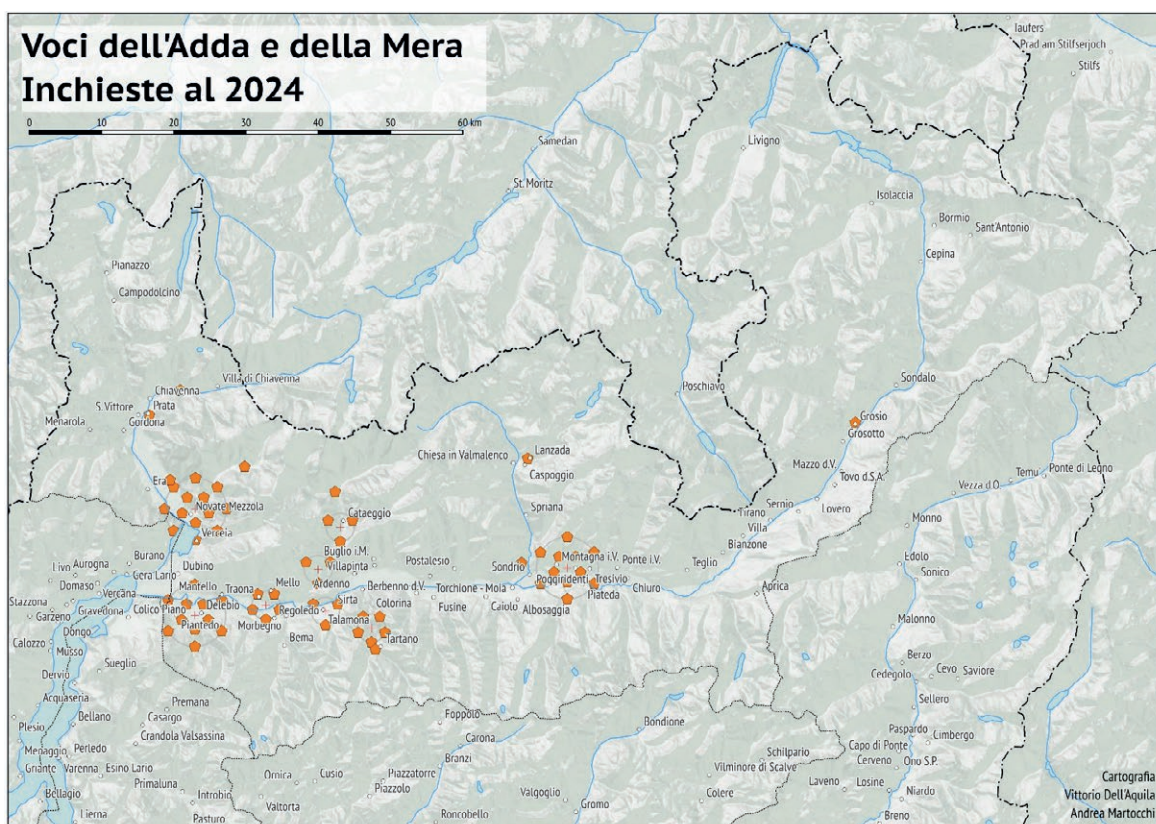 Voci dell'Adda e della Mera
Inchieste al 2024
0 10 20 30 40 50 60 km
Taufers
Prad am Stilfserjoch
Stilfs
Samedan
Livigno
St. Moritz
Isolaccia
Bormio
Sant'Antonio
Cepina
Pianazzo
Campodolcino
Villa di Chiavenna
Chiavenna
Prata
S. Vittore
Menarola
Gordona
Poschiavo
Sondalo
Grosio
Grosotto
Lanzada
Chiesa in Valmalenco
Caspoggio
Mazzo d.V.
Tovo d.S.A.
Temu
Ponte di Legno
Vezza d.O.
Era
Novate Mezzola
Verceia
Cataeggio
Spriana
Sernio
Lovero
Tirano
Villa
Bianzone
Monno
Burano
Buglio i.M.
Villapinta
Postalesio
Sondrio
Montagna i.V.
Ponte i.V.
Teglio
Edolo
Livo
Aurogna
Dubino
Domaso
Gera Lario
Mantello
Traona
Mello
Ardenno
Berbenno d.V.
Torchione - Moia
Poggiridenti
Tresivio
Chiuro
Aprica
Sonico
Vercana
Stazzona
Gravedona
Colico Piano
Delebio
Regoledo
Sirta
Colorina
Fusine
Caiolo
Albosaggia
Piateda
Garzeno
Dongo
Piantedo
Morbegno
Talamona
Malonno
Calozzo
Musso
Sueglio
Bema
Tartano
Berzo
Dervio
Cedegolo
Cevo
Saviore
Acquaseria
Premana
Sellero
Plesio
Bellano
Casargo
Crandola Valsassina
Foppolo
Carona
Bondione
Paspardo
Cimbergo
Menaggio
Perledo
Branzi
Schilpario
Capo di Ponte
Griante
Varenna
Esino Lario
Ornica
Cusio
Piazzatorre
Vilminore di Scalve
Cerveno
Ono S.P.
Primaluna
Piazzolo
Laveno
Losine
Bellagio
Introbio
Valtorta
Valgoglio
Colere
Niardo
Lierna
Pasturo
Roncobello
Gromo
Breno
Cartografia
Vittorio Dell'Aquila
Andrea Martocchi